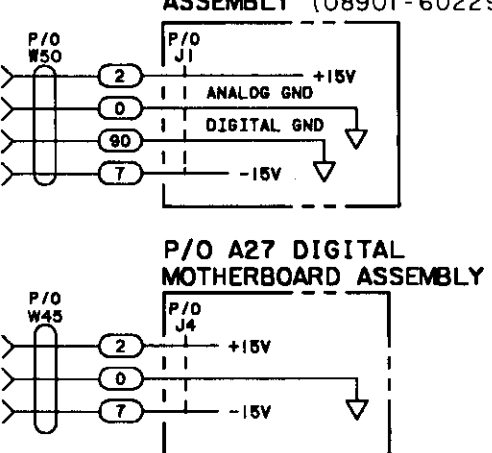 ASSEMBLY (08901-60229
P/O
W50
P/O
J1
2
+15V
ANALOG GND
0
DIGITAL GND
90
7
-15V
P/O A27 DIGITAL
MOTHERBOARD ASSEMBLY
P/O
W45
P/O
J4
2
+15V
0
7
-15V